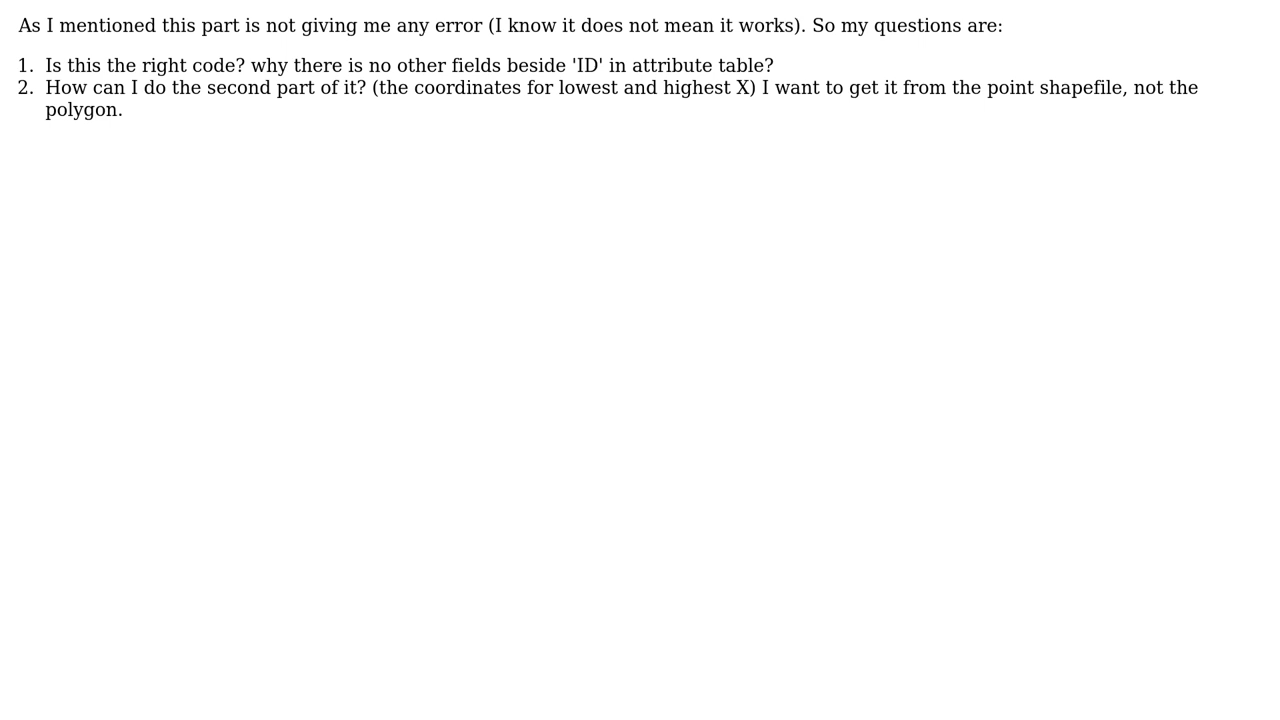 As I mentioned this part is not giving me any error (I know it does not mean it works). So my questions are:
1. Is this the right code? why there is no other fields beside 'ID' in attribute table?
2. How can I do the second part of it? (the coordinates for lowest and highest X) I want to get it from the point shapefile, not the
polygon.